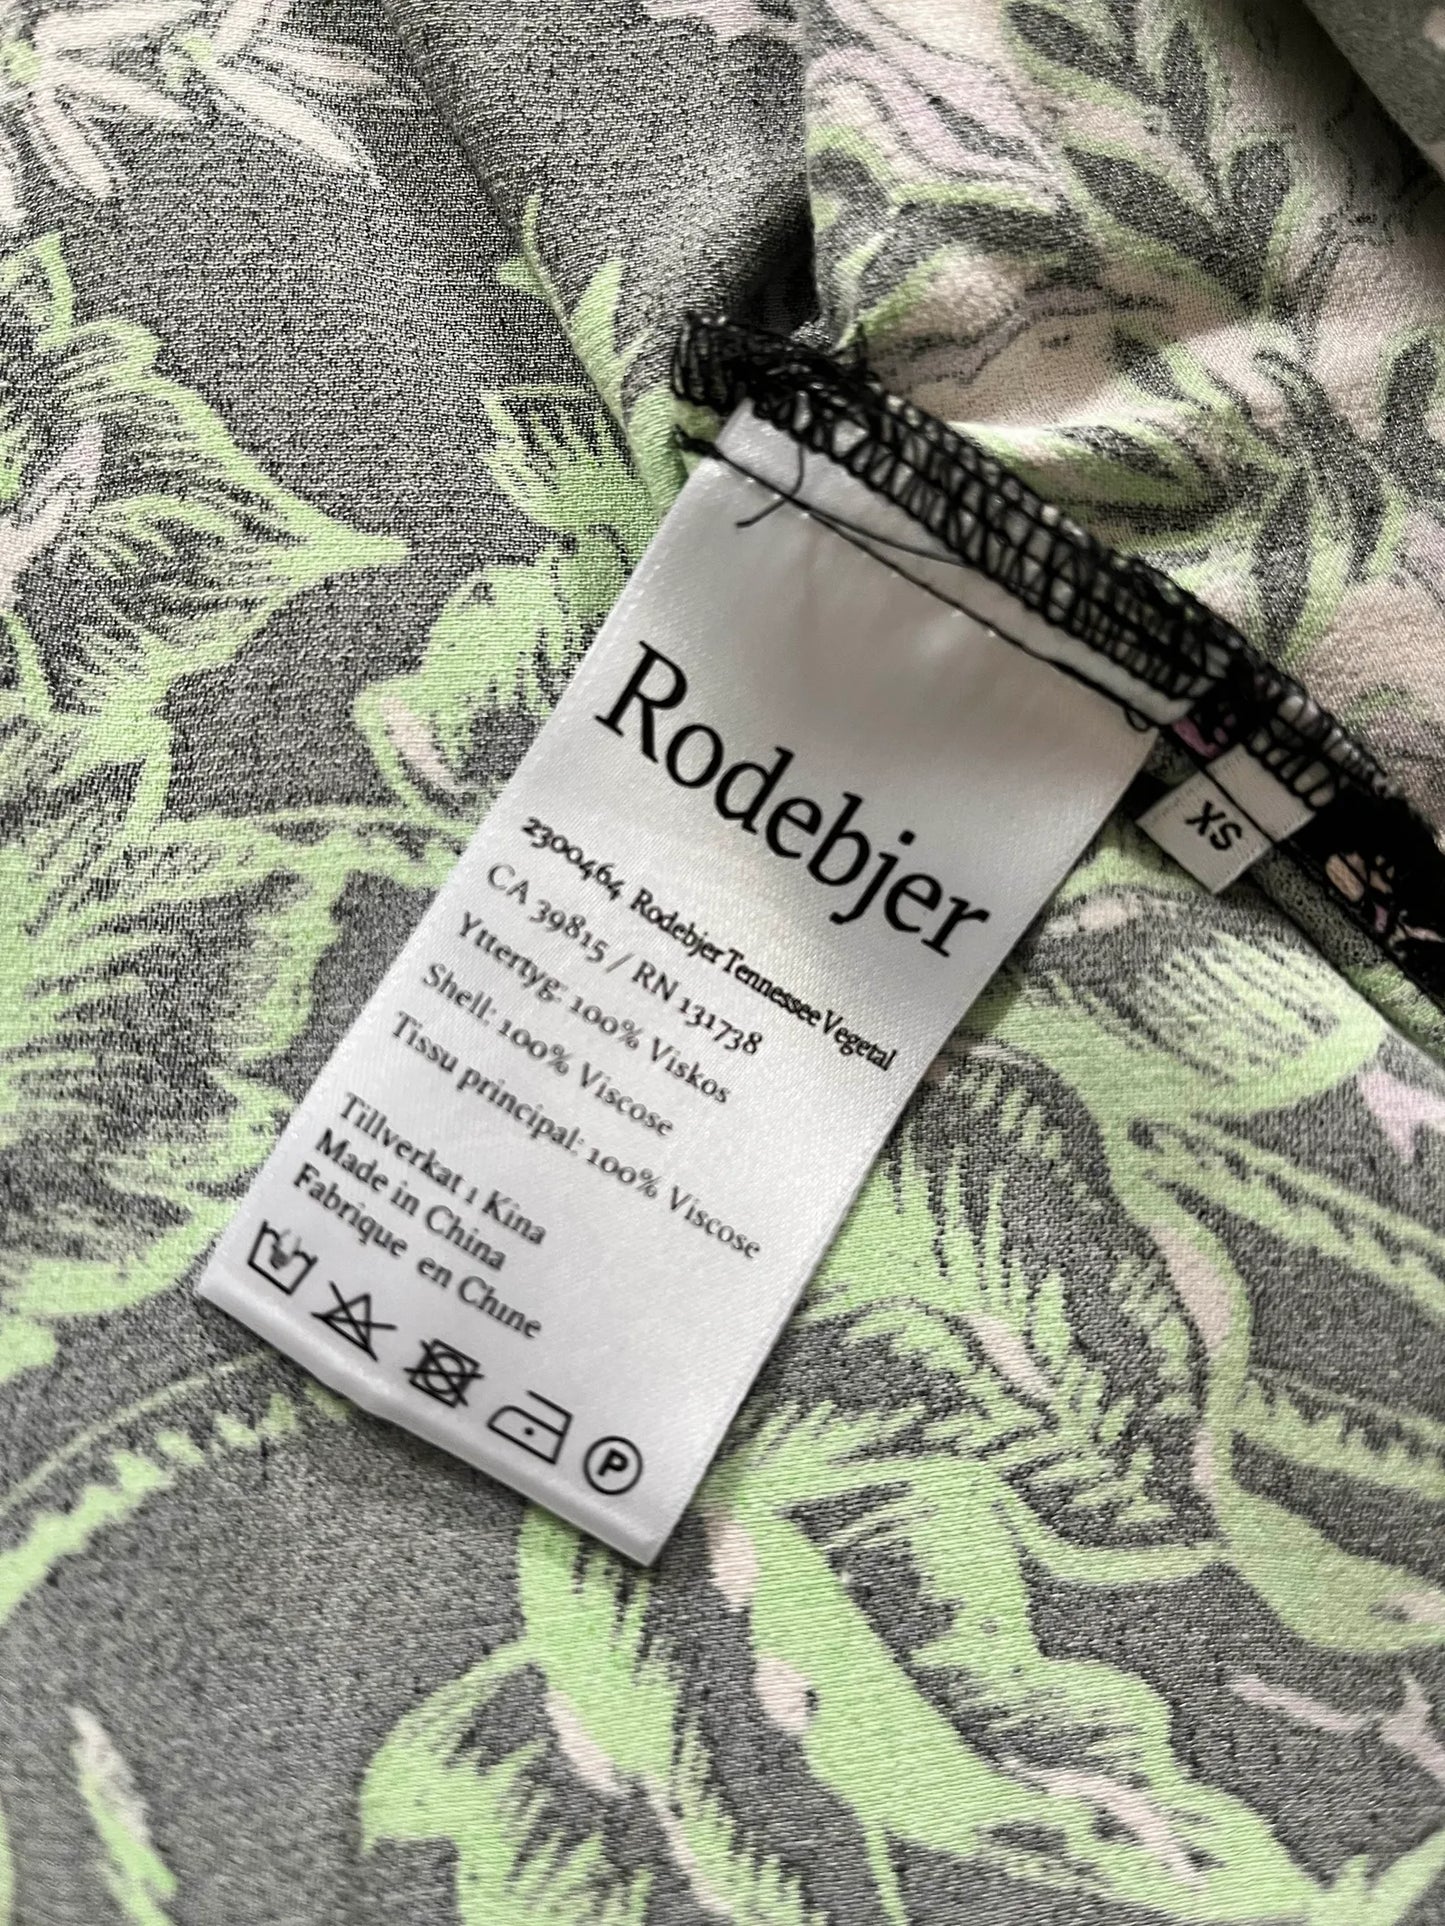 Rodebjer
2300464 Rodebjer Tennessee Vegetal
CA 39815 / RN 131738
Yttertyg: 100% Viskos
Shell: 100% Viscose
Tissu principal: 100% Viscose
Tillverkat i Kina
Made in China
Fabrique en Chine
P
XS